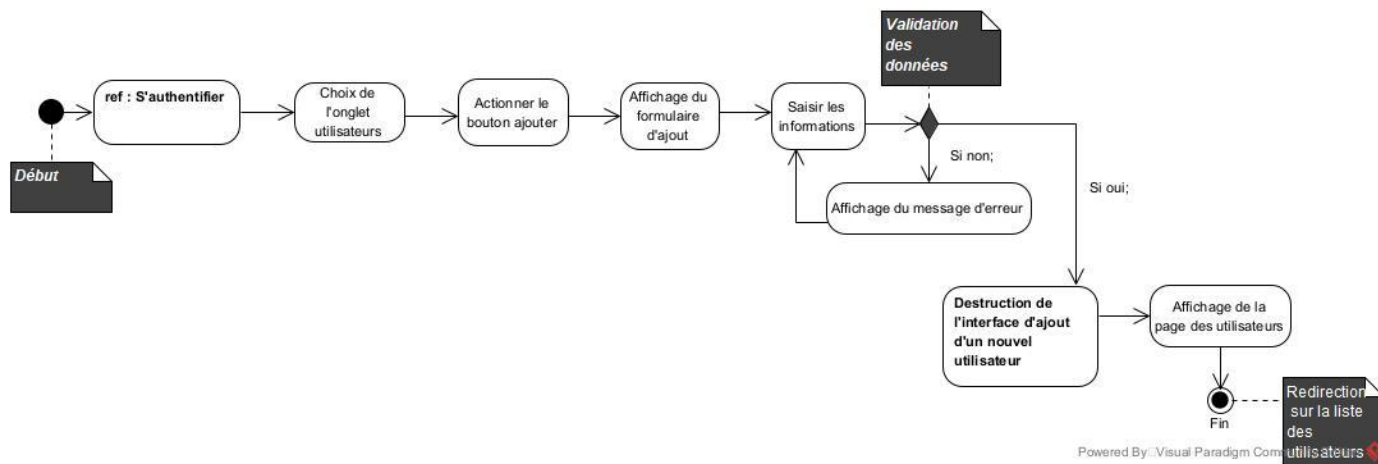 Validation
des
données
ref : S'authentifier
Choix de
l'onglet
utilisateurs
Actionner le
bouton ajouter
Affichage du
formulaire
d'ajout
Saisir les
informations
Début
Si non;
Affichage du message d'erreur
Si oui;
Destruction de
l'interface d'ajout
d'un nouvel
utilisateur
Affichage de la
page des utilisateurs
Fin
Redirection
sur la liste
des
utilisateurs
Powered By Visual Paradigm